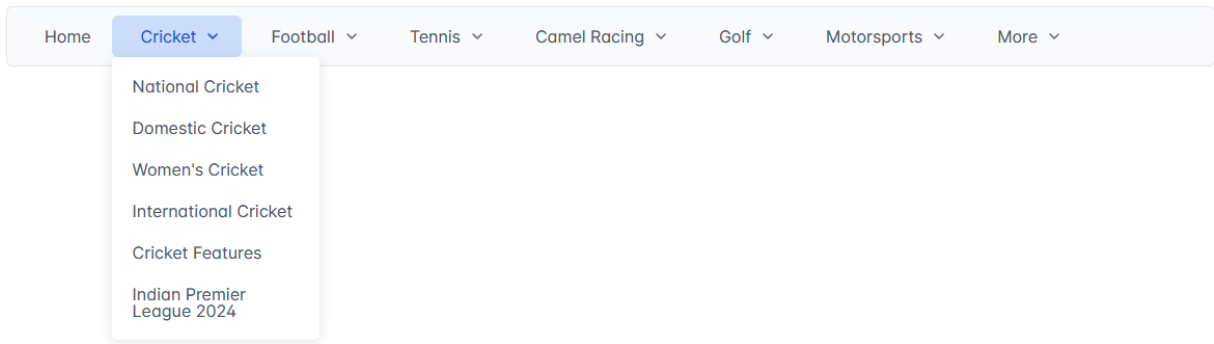 Home Cricket Football Tennis Camel Racing Golf Motorsports More
National Cricket
Domestic Cricket
Women's Cricket
International Cricket
Cricket Features
Indian Premier
League 2024